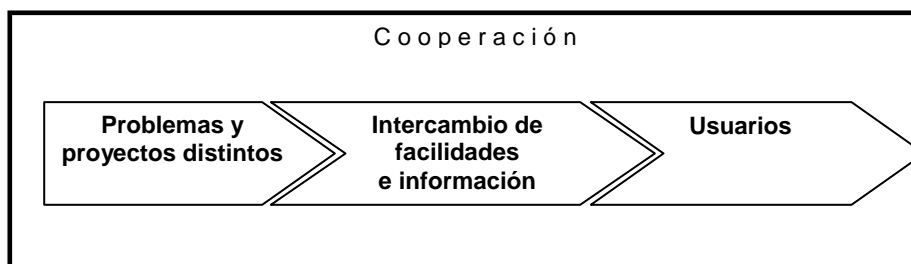 Cooperación
Problemas y
proyectos distintos
Intercambio de
facilidades
e información
Usuarios